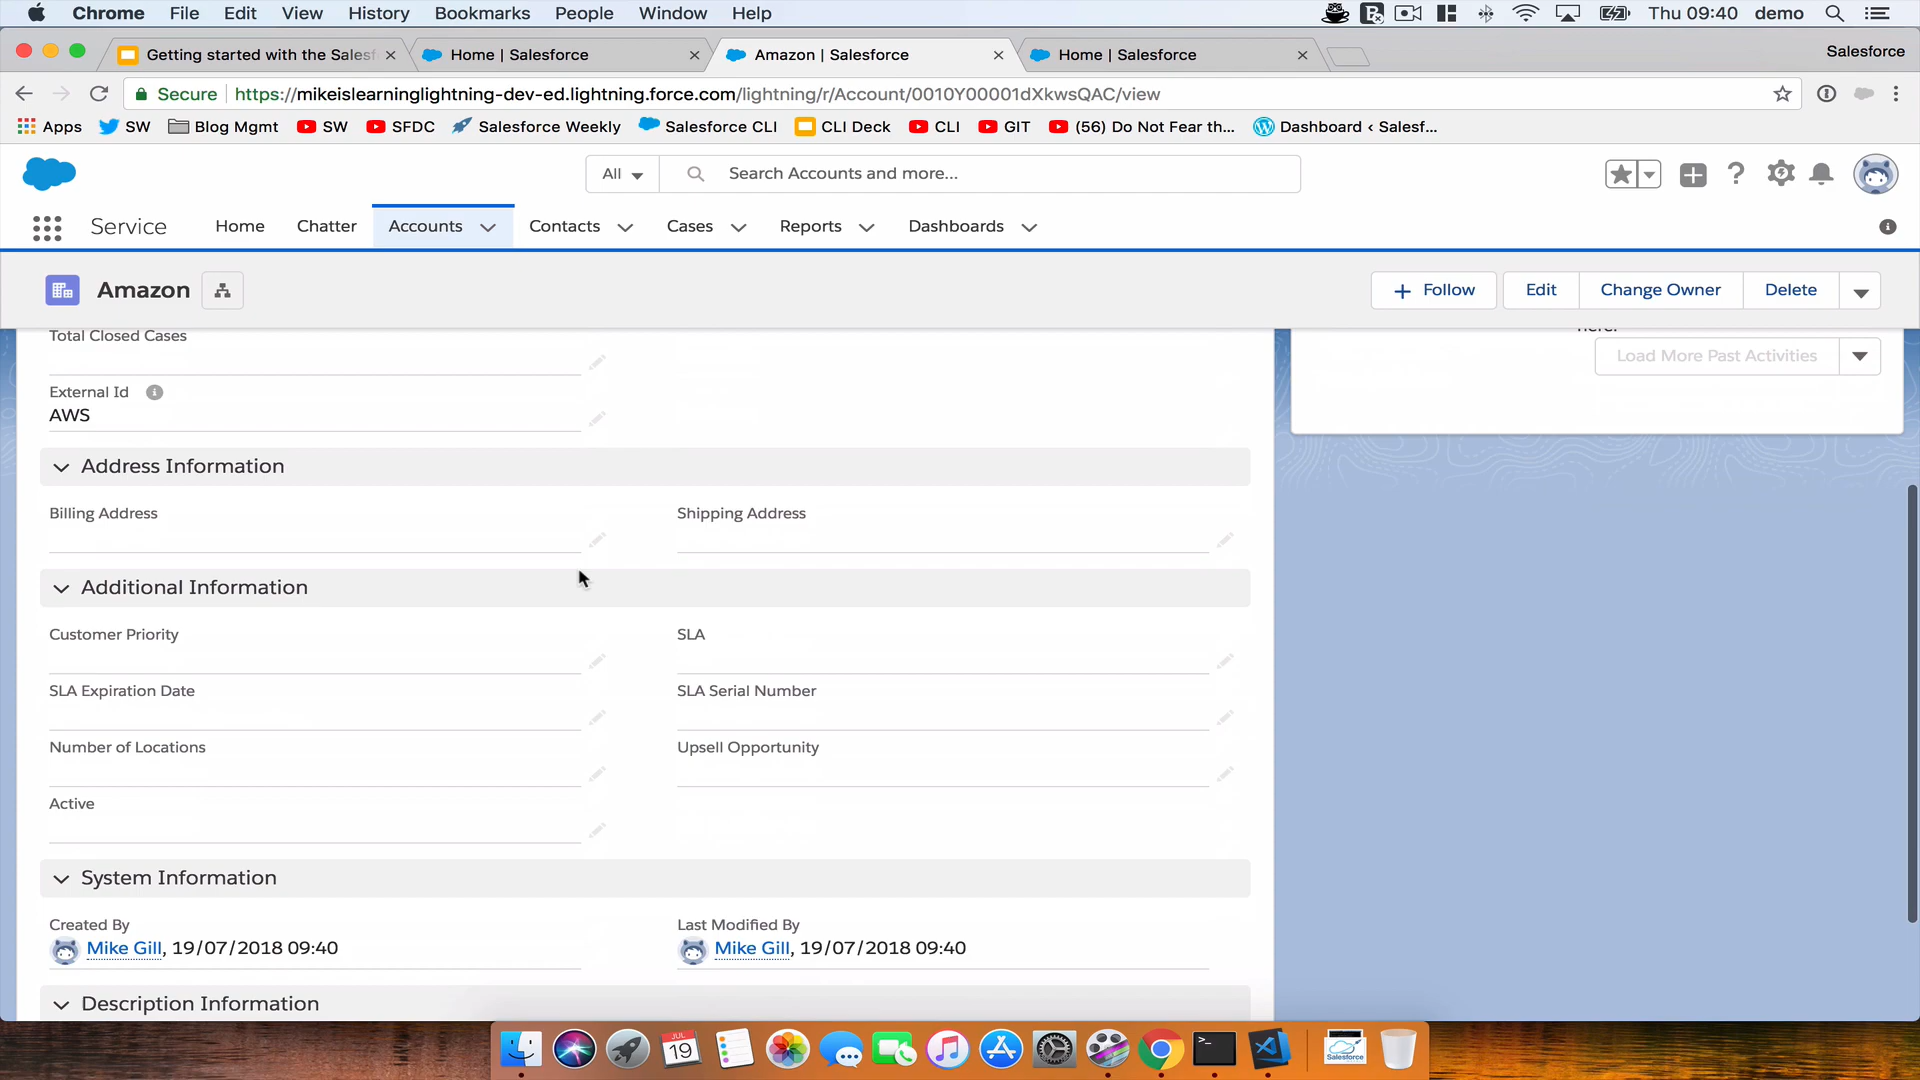 Chrome File Edit View History Bookmarks People Window Help Thu 09:40 demo
Getting started with the Salesf Home | Salesforce Amazon | Salesforce Home | Salesforce Salesforce
Secure https://mikeislearninglightning-dev-ed.lightning.force.com/lightning/r/Account/0010Y00001dXkwsQAC/view
Apps SW Blog Mgmt SW SFDC Salesforce Weekly Salesforce CLI CLI Deck CLI GIT (56) Do Not Fear th... Dashboard ‹ Salesf...
All Search Accounts and more...
Service Home Chatter Accounts Contacts Cases Reports Dashboards
Amazon Follow Edit Change Owner Delete
Total Closed Cases here.
Load More Past Activities
External Id
AWS
Address Information
Billing Address Shipping Address
Additional Information
Customer Priority SLA
SLA Expiration Date SLA Serial Number
Number of Locations Upsell Opportunity
Active
System Information
Created By Last Modified By
Mike Gill, 19/07/2018 09:40 Mike Gill, 19/07/2018 09:40
Description Information
JUL
19
Salesforce